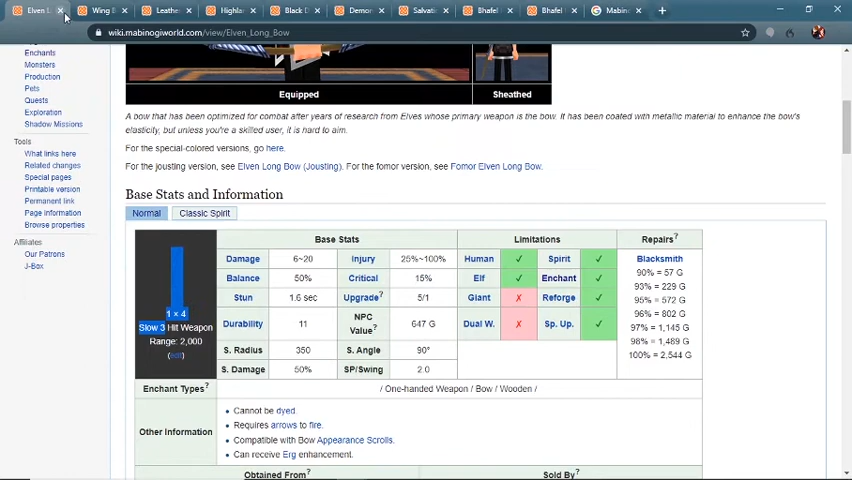 Elven L
Wing B
Leather
Highla
Black D
Demon
Salvati
Bhafel
Bhafel
Mabin
wiki.mabinogiworld.com/view/Elven_Long_Bow
Enchants
Monsters
Production
Pets
Quests
Exploration
Shadow Missions
Tools
What links here
Related changes
Special pages
Printable version
Permanent link
Page information
Browse properties
Affiliates
Our Patrons
J-Box
Equipped
Sheathed
A bow that has been optimized for combat after years of research from Elves whose primary weapon is the bow. It has been coated with metallic material to enhance the bow's
elasticity, but unless you're a skilled user, it is hard to aim.
For the special-colored versions, go here.
For the jousting version, see Elven Long Bow (Jousting). For the fomor version, see Fomor Elven Long Bow.
Base Stats and Information
Normal
Classic Spirit
1 × 4
Slow 3 Hit Weapon
Range: 2,000
(edit)
Base Stats
Limitations
Repairs?
Damage 6~20 Injury 25%~100% Human ✓ Spirit ✓
Balance 50% Critical 15% Elf ✓ Enchant ✓
Stun 1.6 sec Upgrade? 5/1 Giant ✗ Reforge ✓
Durability 11 NPC Value? 647 G Dual W. ✗ Sp. Up. ✓
S. Radius 350 S. Angle 90°
S. Damage 50% SP/Swing 2.0
Blacksmith
90% = 57 G
93% = 229 G
95% = 572 G
96% = 802 G
97% = 1,145 G
98% = 1,489 G
100% = 2,544 G
Enchant Types? / One-handed Weapon / Bow / Wooden /
Other Information
Cannot be dyed.
Requires arrows to fire.
Compatible with Bow Appearance Scrolls.
Can receive Erg enhancement.
Obtained From?
Sold By?